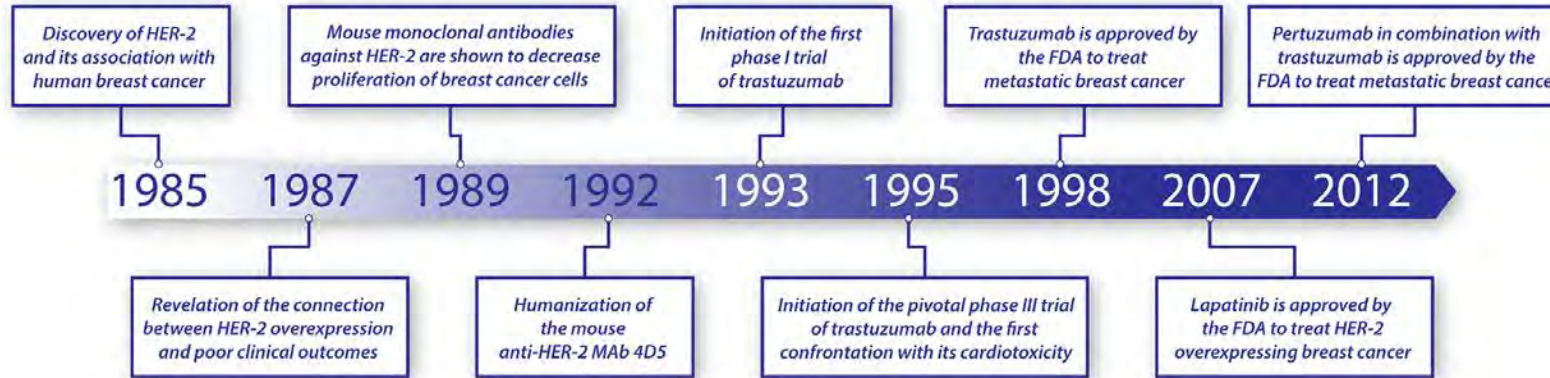 Discovery of HER-2
and its association with
human breast cancer
Mouse monoclonal antibodies
against HER-2 are shown to decrease
proliferation of breast cancer cells
Initiation of the first
phase I trial
of trastuzumab
Trastuzumab is approved by
the FDA to treat
metastatic breast cancer
Pertuzumab in combination with
trastuzumab is approved by the
FDA to treat metastatic breast cance
1985 1987 1989 1992 1993 1995 1998 2007 2012
Revelation of the connection
between HER-2 overexpression
and poor clinical outcomes
Humanization of
the mouse
anti-HER-2 MAb 4D5
Initiation of the pivotal phase III trial
of trastuzumab and the first
confrontation with its cardiotoxicity
Lapatinib is approved by
the FDA to treat HER-2
overexpressing breast cancer